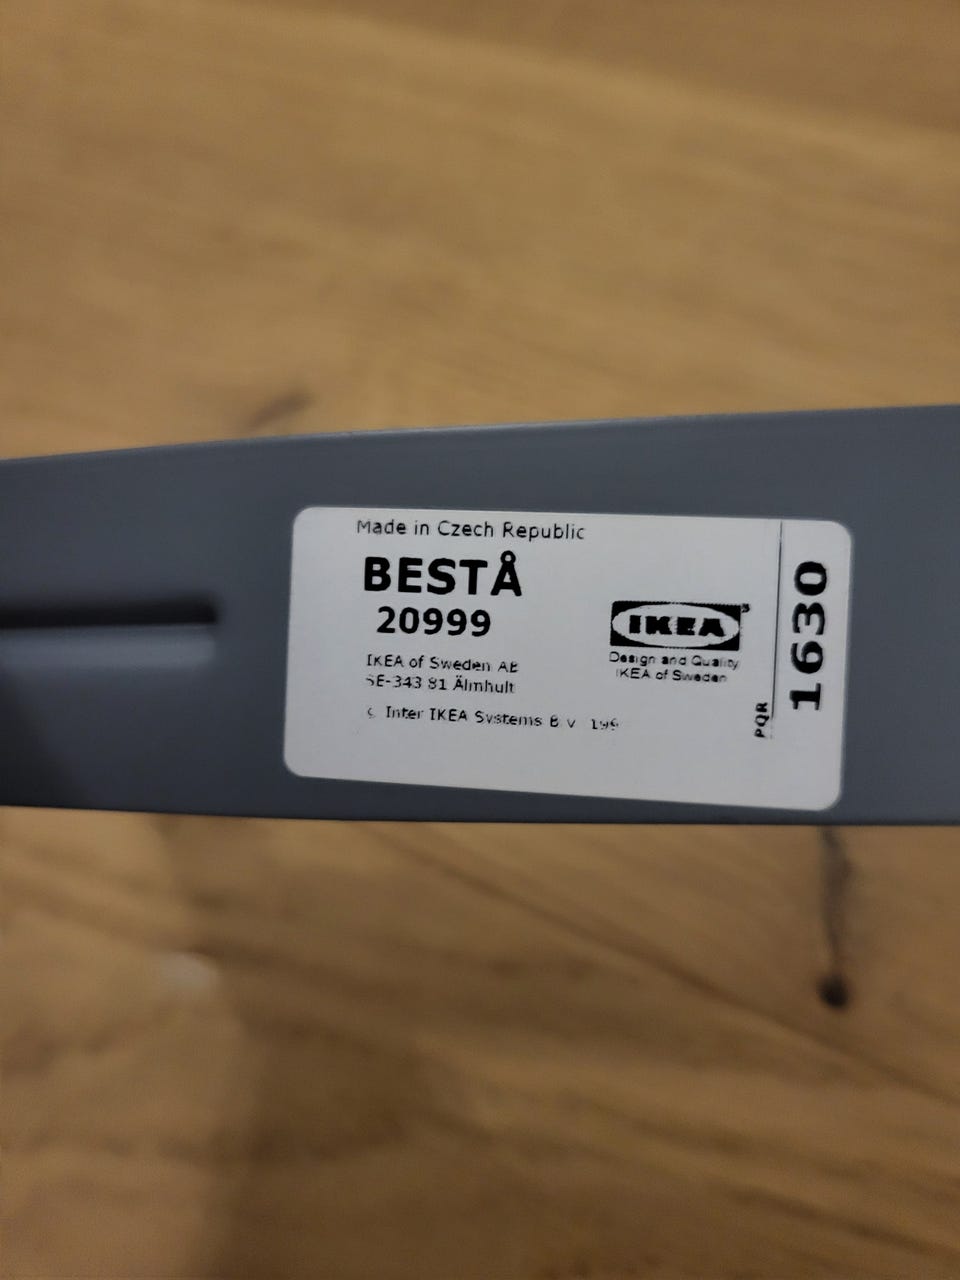 Made in Czech Republic
BESTÅ
20999
IKEA of Sweden AB
SE-343 81 Älmhult
Inter IKEA Systems B V
IKEA
Design and Quality
IKEA of Sweden
PQR
1630